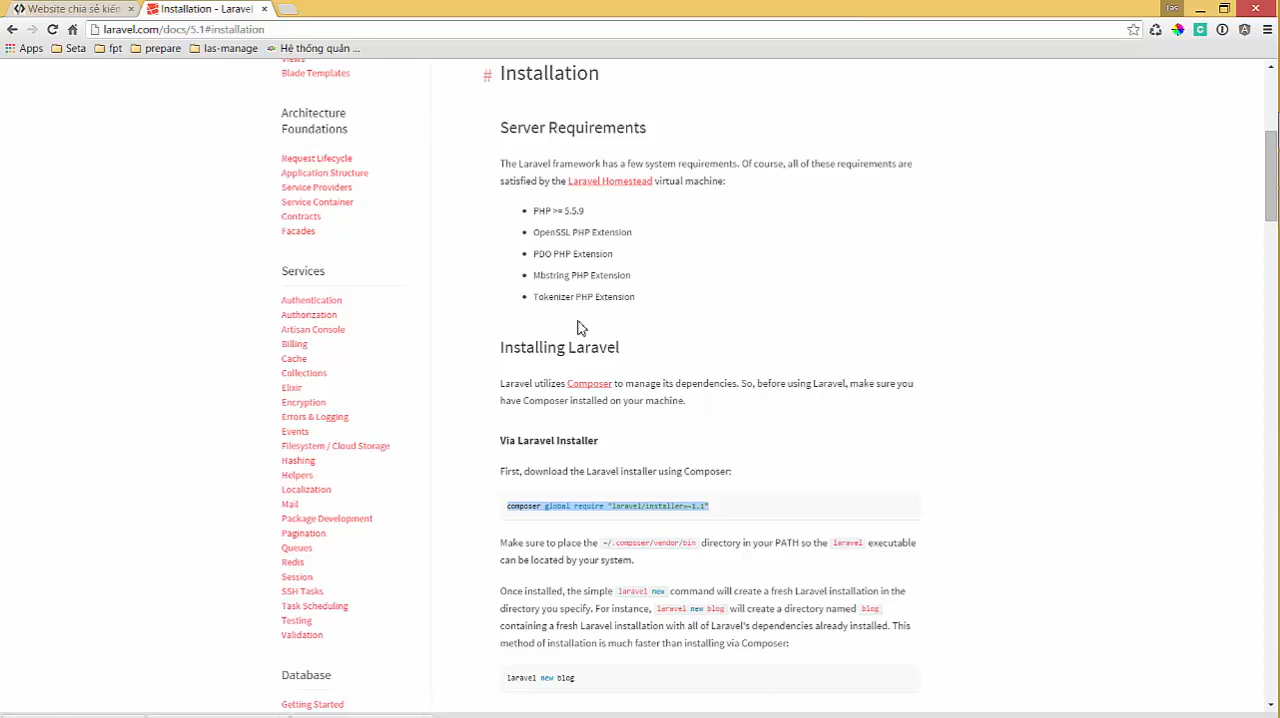 Website chia sẻ kiến
Installation - Laravel
las
laravel.com/docs/5.1#installation
Apps
Seta
fpt
prepare
las-manage
Hệ thống quản ...
Views
Blade Templates
Architecture
Foundations
Request Lifecycle
Application Structure
Service Providers
Service Container
Contracts
Facades
Services
Authentication
Authorization
Artisan Console
Billing
Cache
Collections
Elixir
Encryption
Errors & Logging
Events
Filesystem / Cloud Storage
Hashing
Helpers
Localization
Mail
Package Development
Pagination
Queues
Redis
Session
SSH Tasks
Task Scheduling
Testing
Validation
Database
Getting Started
# Installation
Server Requirements
The Laravel framework has a few system requirements. Of course, all of these requirements are
satisfied by the Laravel Homestead virtual machine:
• PHP >= 5.5.9
• OpenSSL PHP Extension
• PDO PHP Extension
• Mbstring PHP Extension
• Tokenizer PHP Extension
Installing Laravel
Laravel utilizes Composer to manage its dependencies. So, before using Laravel, make sure you
have Composer installed on your machine.
Via Laravel Installer
First, download the Laravel installer using Composer:
composer global require "laravel/installer=~1.1"
Make sure to place the ~/.composer/vendor/bin directory in your PATH so the laravel executable
can be located by your system.
Once installed, the simple laravel new command will create a fresh Laravel installation in the
directory you specify. For instance, laravel new blog will create a directory named blog
containing a fresh Laravel installation with all of Laravel's dependencies already installed. This
method of installation is much faster than installing via Composer:
laravel new blog